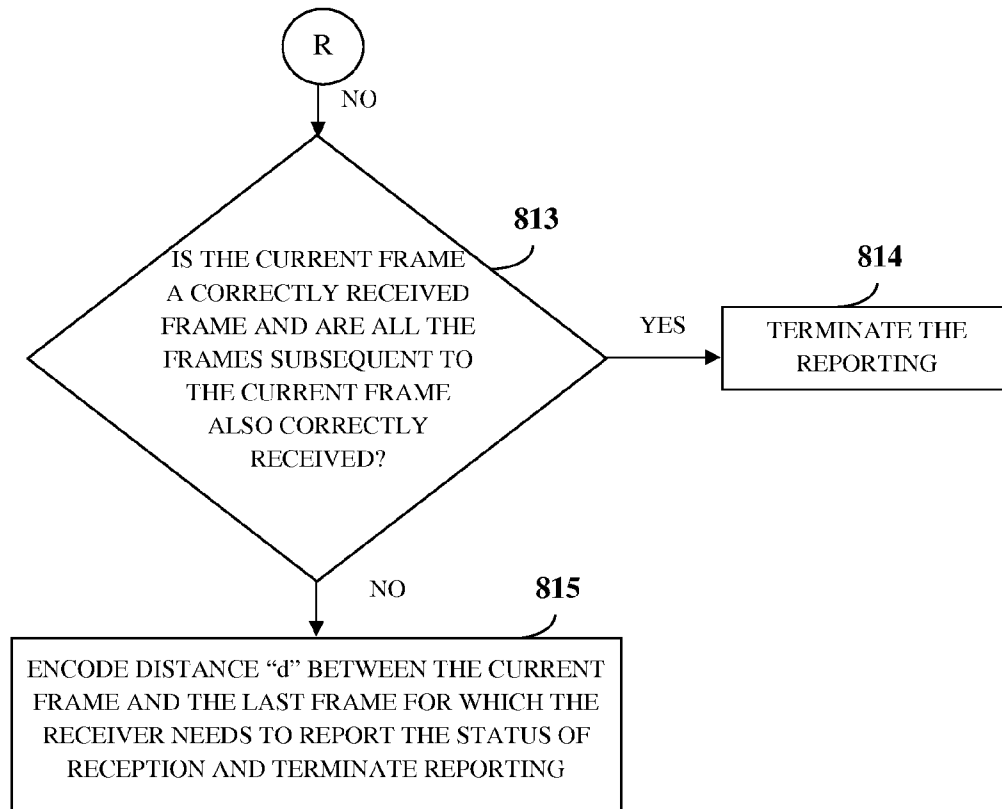 R
NO
813
IS THE CURRENT FRAME
A CORRECTLY RECEIVED
FRAME AND ARE ALL THE
FRAMES SUBSEQUENT TO
THE CURRENT FRAME
ALSO CORRECTLY
RECEIVED?
YES
814
TERMINATE THE
REPORTING
NO
815
ENCODE DISTANCE “d” BETWEEN THE CURRENT
FRAME AND THE LAST FRAME FOR WHICH THE
RECEIVER NEEDS TO REPORT THE STATUS OF
RECEPTION AND TERMINATE REPORTING